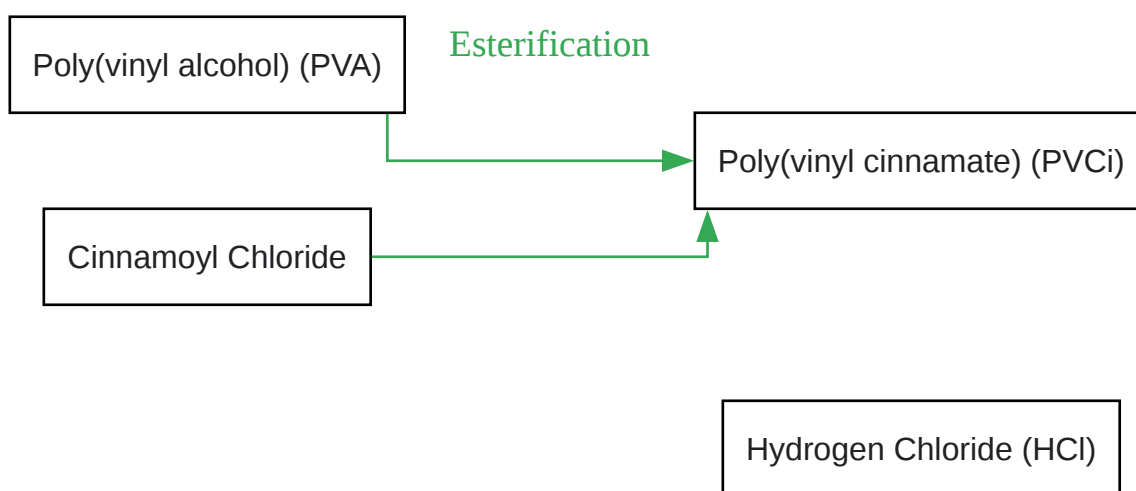 Poly(vinyl alcohol) (PVA)
Esterification
Poly(vinyl cinnamate) (PVCi)
Cinnamoyl Chloride
Hydrogen Chloride (HCl)